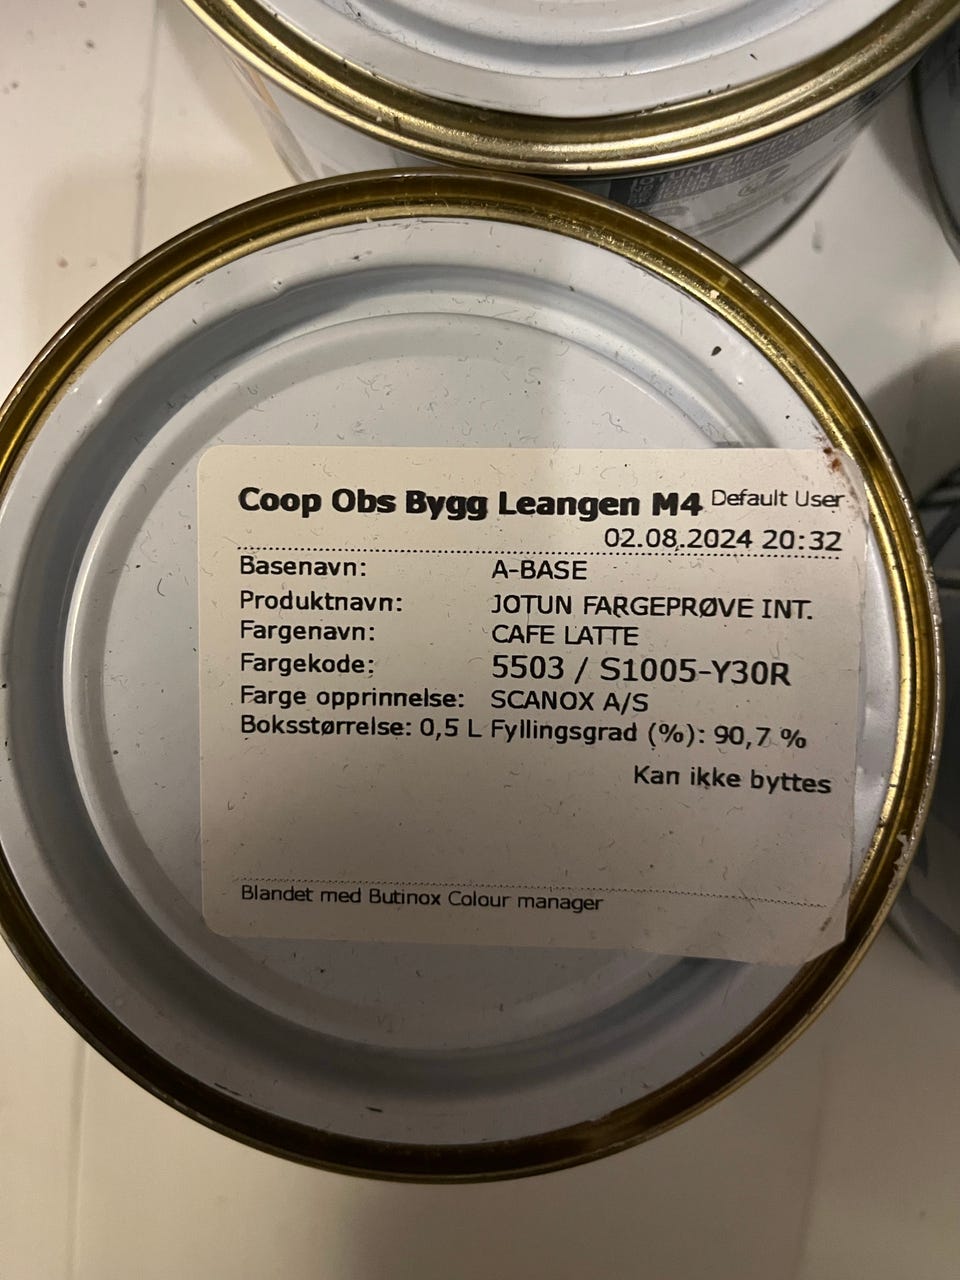 Coop Obs Bygg Leangen M4 Default User
02.08.2024 20:32
Basenavn: A-BASE
Produktnavn: JOTUN FARGEPRØVE INT.
Fargenavn: CAFE LATTE
Fargekode: 5503 / S1005-Y30R
Farge opprinnelse: SCANOX A/S
Boksstørrelse: 0,5 L Fyllingsgrad (%): 90,7 %
Kan ikke byttes
Blandet med Butinox Colour manager